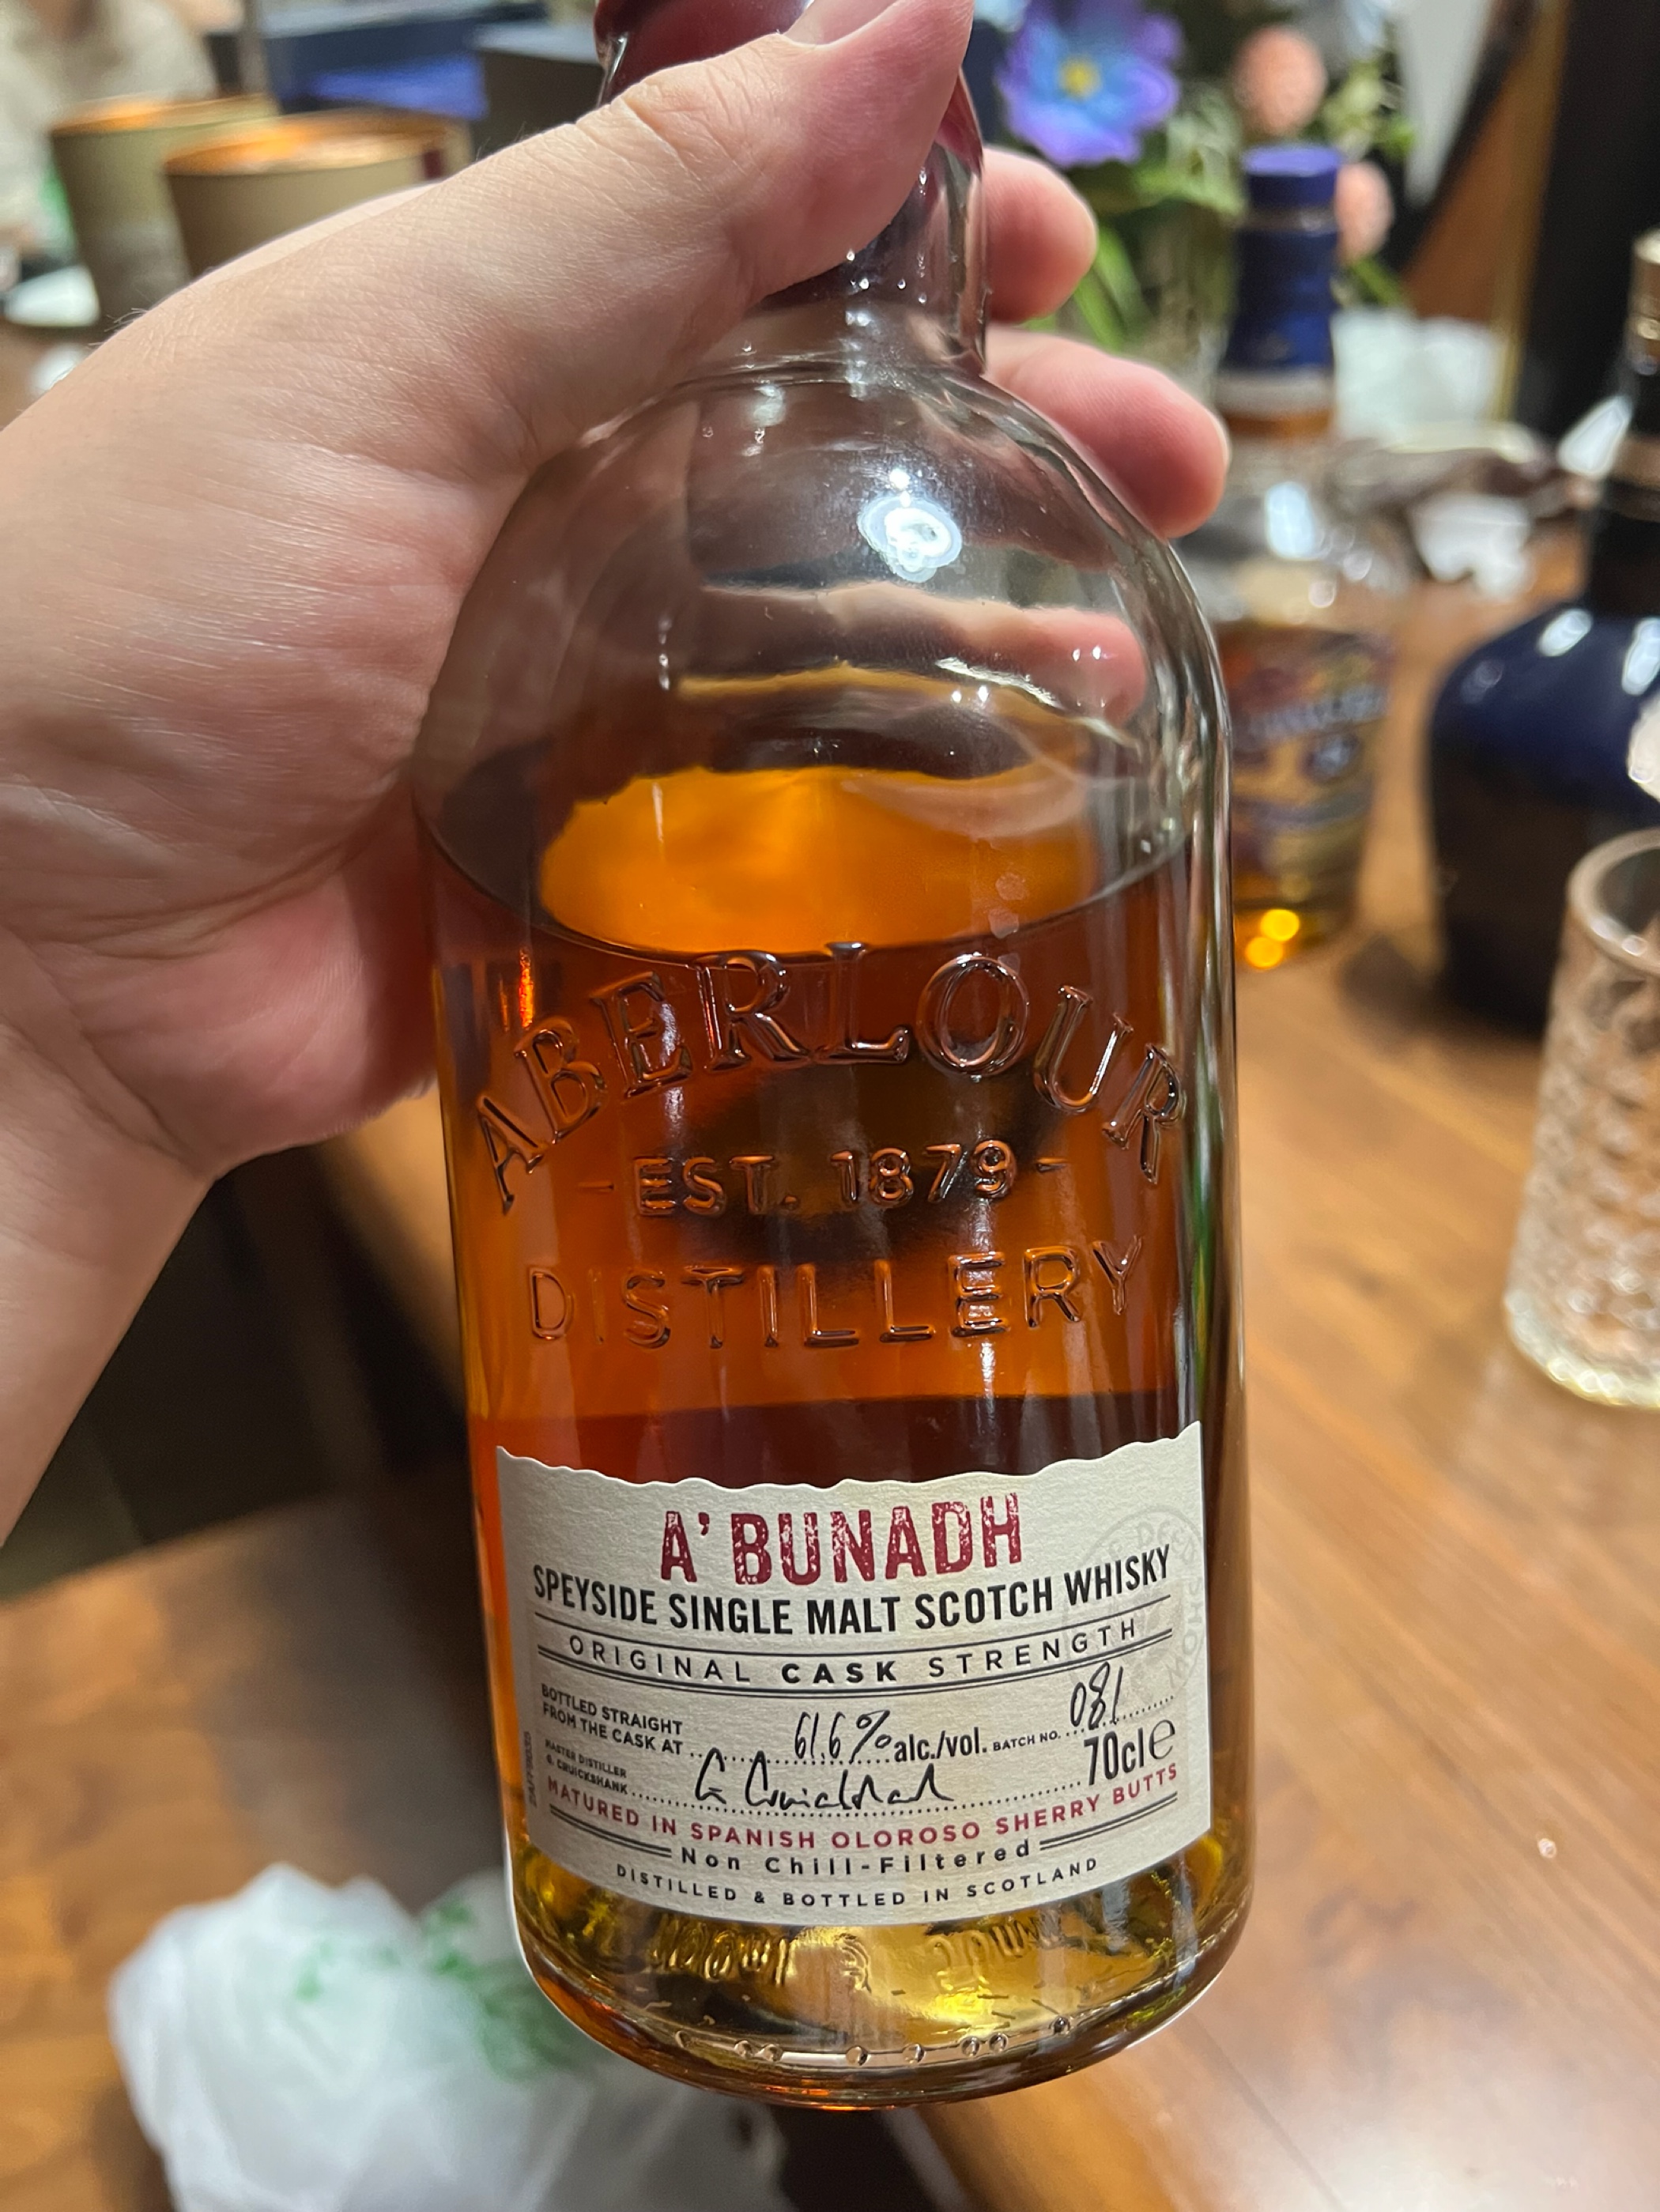 ABERLOUR
-EST. 1879-
DISTILLERY
A'BUNADH
SPEYSIDE SINGLE MALT SCOTCH WHISKY
ORIGINAL CASK STRENGTH
BOTTLED STRAIGHT
FROM THE CASK AT 61.6% alc./vol. BATCH NO. 081
MASTER DISTILLER
G. CRUICKSHANK G Cruickshank 70cl e
MATURED IN SPANISH OLOROSO SHERRY BUTTS
Non Chill-Filtered
DISTILLED & BOTTLED IN SCOTLAND